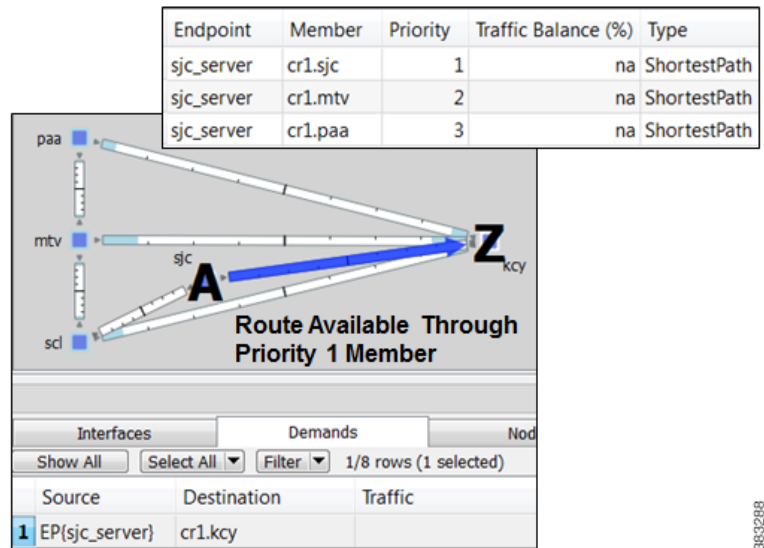 Endpoint Member Priority Traffic Balance (%) Type
sjc_server cr1.sjc 1 na ShortestPath
sjc_server cr1.mtv 2 na ShortestPath
sjc_server cr1.paa 3 na ShortestPath
paa
mtv
sjc
A
Z
kcy
scl
Route Available Through
Priority 1 Member
Interfaces Demands Nod
Show All Select All Filter 1/8 rows (1 selected)
Source Destination Traffic
1 EP{sjc_server} cr1.kcy
383288